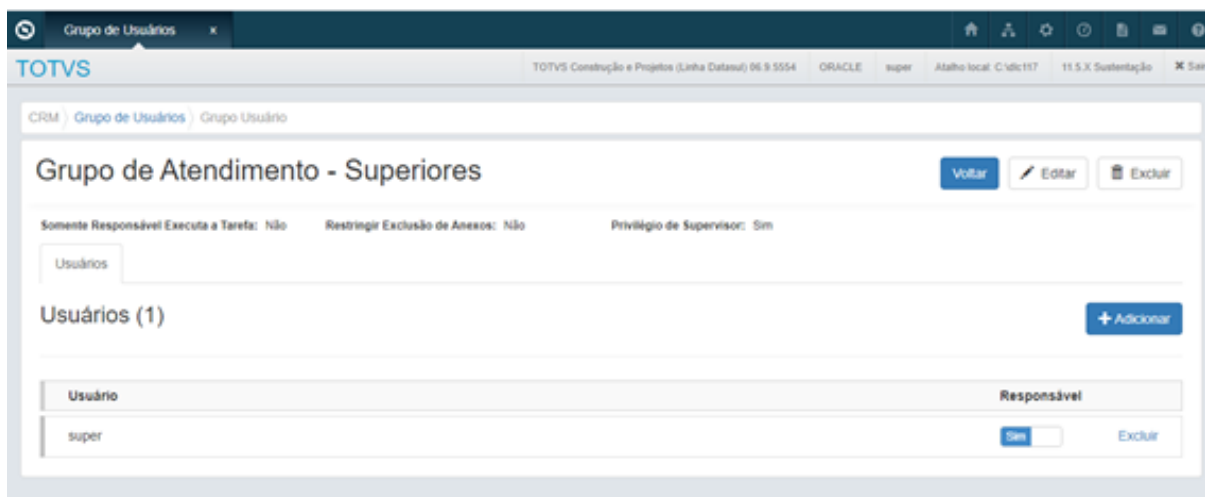 Grupo de Usuários x
TOTVS
TOTVS Construção e Projetos (Linha Datasul) 06.9.5554 ORACLE super Atalho local: C:\dlc117 11.5.X Sustentação ✖ Sair
CRM Grupo de Usuários Grupo Usuário
Grupo de Atendimento - Superiores
Voltar Editar Excluir
Somente Responsável Executa a Tarefa: Não Restringir Exclusão de Anexos: Não Privilégio de Supervisor: Sim
Usuários
Usuários (1)
+ Adicionar
Usuário Responsável
super Sim Excluir